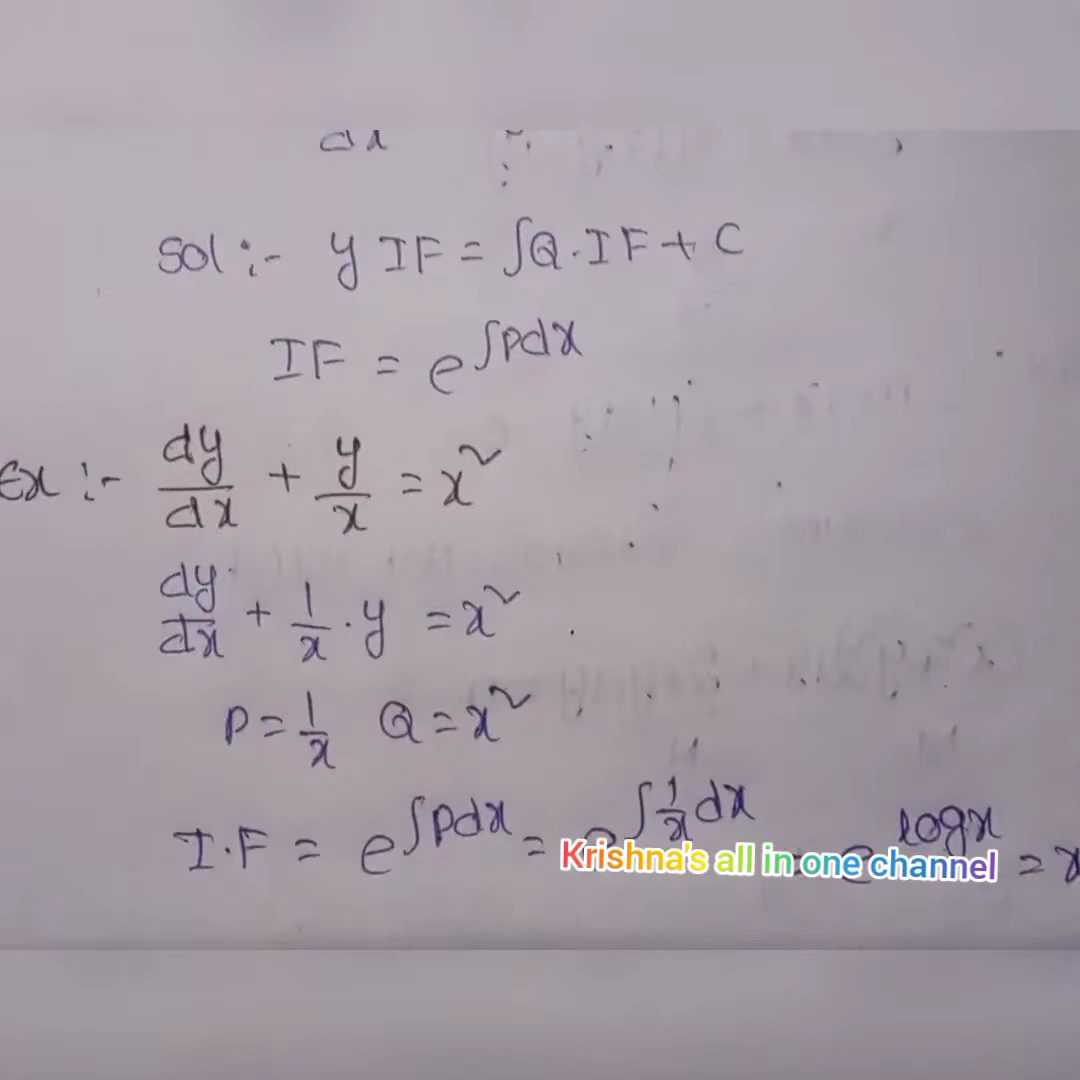 dx
Sol :- y IF = ∫Q.IF + C
IF = e^∫Pdx
Ex :- dy/dx + y/x = x²
dy/dx + 1/x . y = x²
P = 1/x Q = x²
I.F = e^∫Pdx = e^∫1/x dx = e^logx = x
Krishna's all in one channel